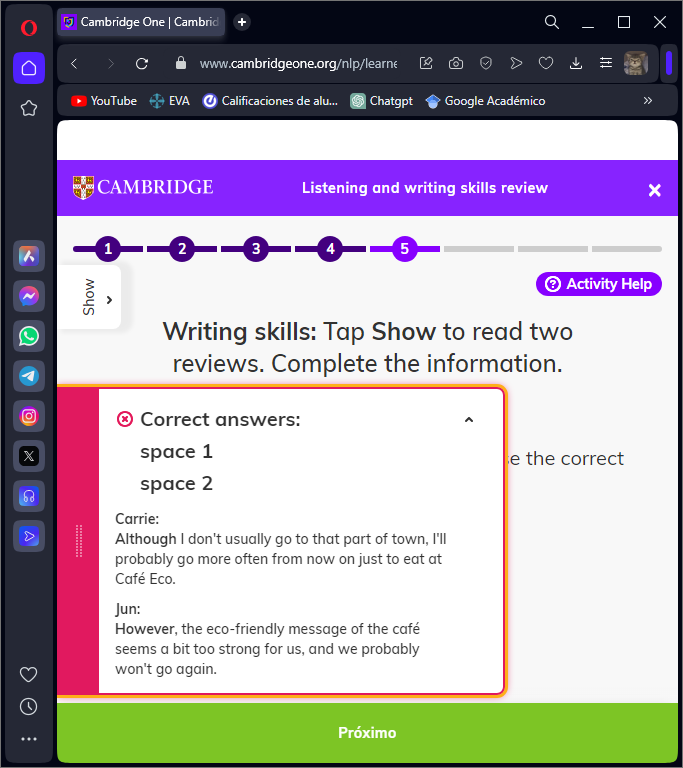 Cambridge One | Cambrid
www.cambridgeone.org/nlp/learne
YouTube
EVA
Calificaciones de alu...
Chatgpt
Google Académico
CAMBRIDGE
Listening and writing skills review
1
2
3
4
5
Activity Help
Show
Writing skills: Tap Show to read two
reviews. Complete the information.
se the correct
Correct answers:
space 1
space 2
Carrie:
Although I don't usually go to that part of town, I'll
probably go more often from now on just to eat at
Café Eco.
Jun:
However, the eco-friendly message of the café
seems a bit too strong for us, and we probably
won't go again.
Próximo